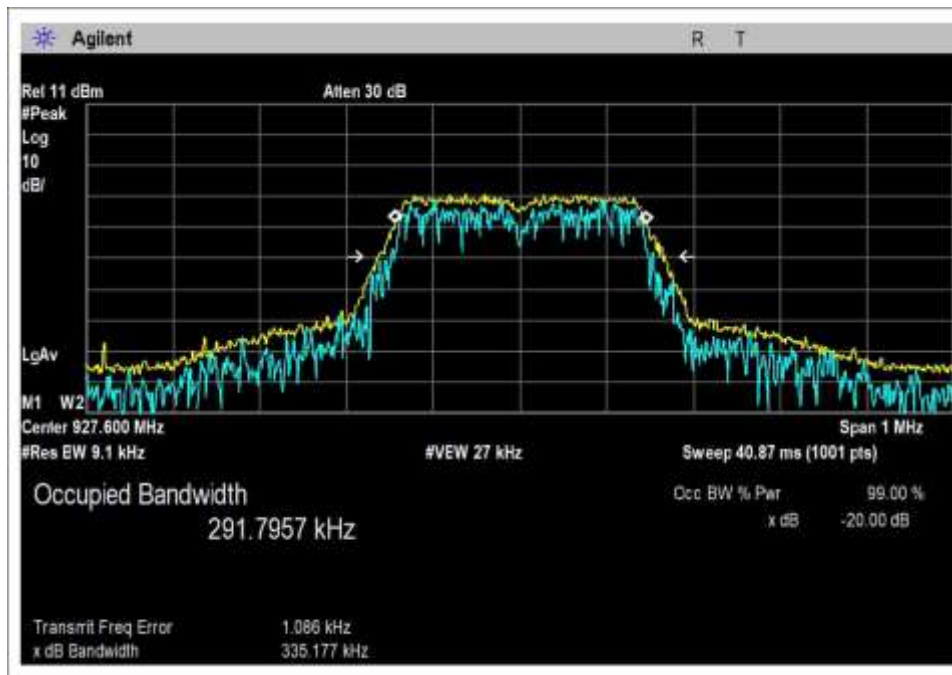 Agilent R T
Ref 11 dBm Atten 30 dB
#Peak
Log
10
dB/
LgAv
M1 W2
Center 927.600 MHz Span 1 MHz
#Res BW 9.1 kHz #VBW 27 kHz Sweep 40.87 ms (1001 pts)
Occupied Bandwidth Occ BW % Pwr 99.00 %
291.7957 kHz x dB -20.00 dB
Transmit Freq Error 1.086 kHz
x dB Bandwidth 335.177 kHz